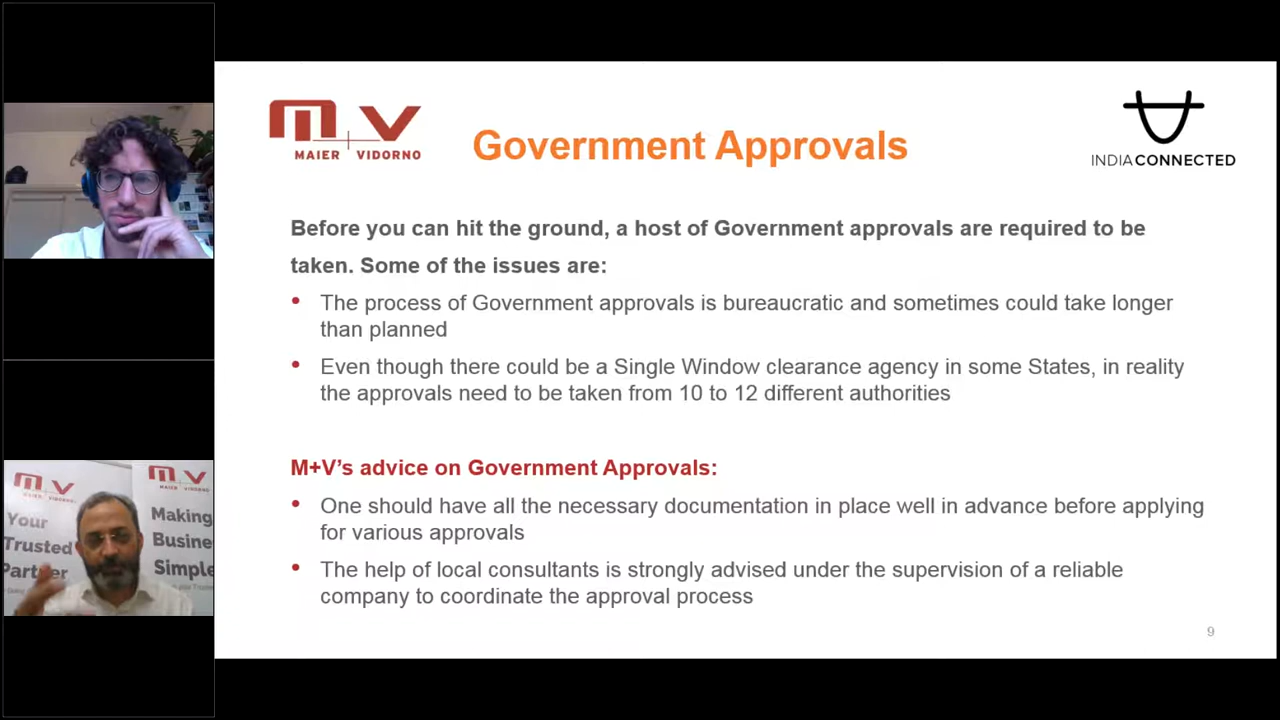 M V
MAIER VIDORNO
Government Approvals
INDIACONNECTED
Before you can hit the ground, a host of Government approvals are required to be
taken. Some of the issues are:
• The process of Government approvals is bureaucratic and sometimes could take longer
than planned
• Even though there could be a Single Window clearance agency in some States, in reality
the approvals need to be taken from 10 to 12 different authorities
M+V’s advice on Government Approvals:
• One should have all the necessary documentation in place well in advance before applying
for various approvals
• The help of local consultants is strongly advised under the supervision of a reliable
company to coordinate the approval process
9
M V
MAIER VIDORNO
Your
Trusted
Partner
M V
MAIER VIDORNO
Making
Busine
Simple